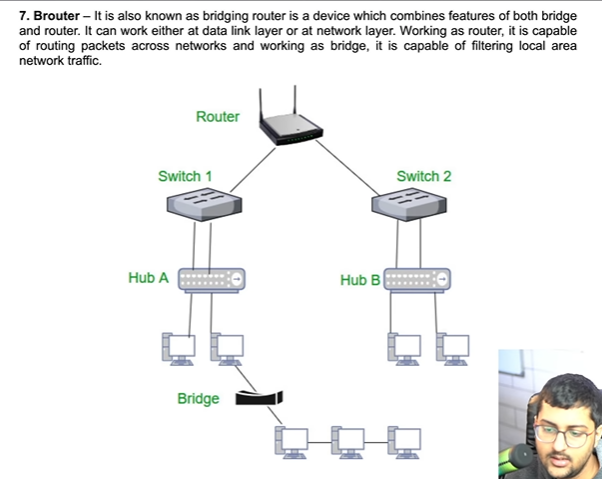 7. Brouter – It is also known as bridging router is a device which combines features of both bridge
and router. It can work either at data link layer or at network layer. Working as router, it is capable
of routing packets across networks and working as bridge, it is capable of filtering local area
network traffic.
Router
Switch 1
Switch 2
Hub A
Hub B
Bridge